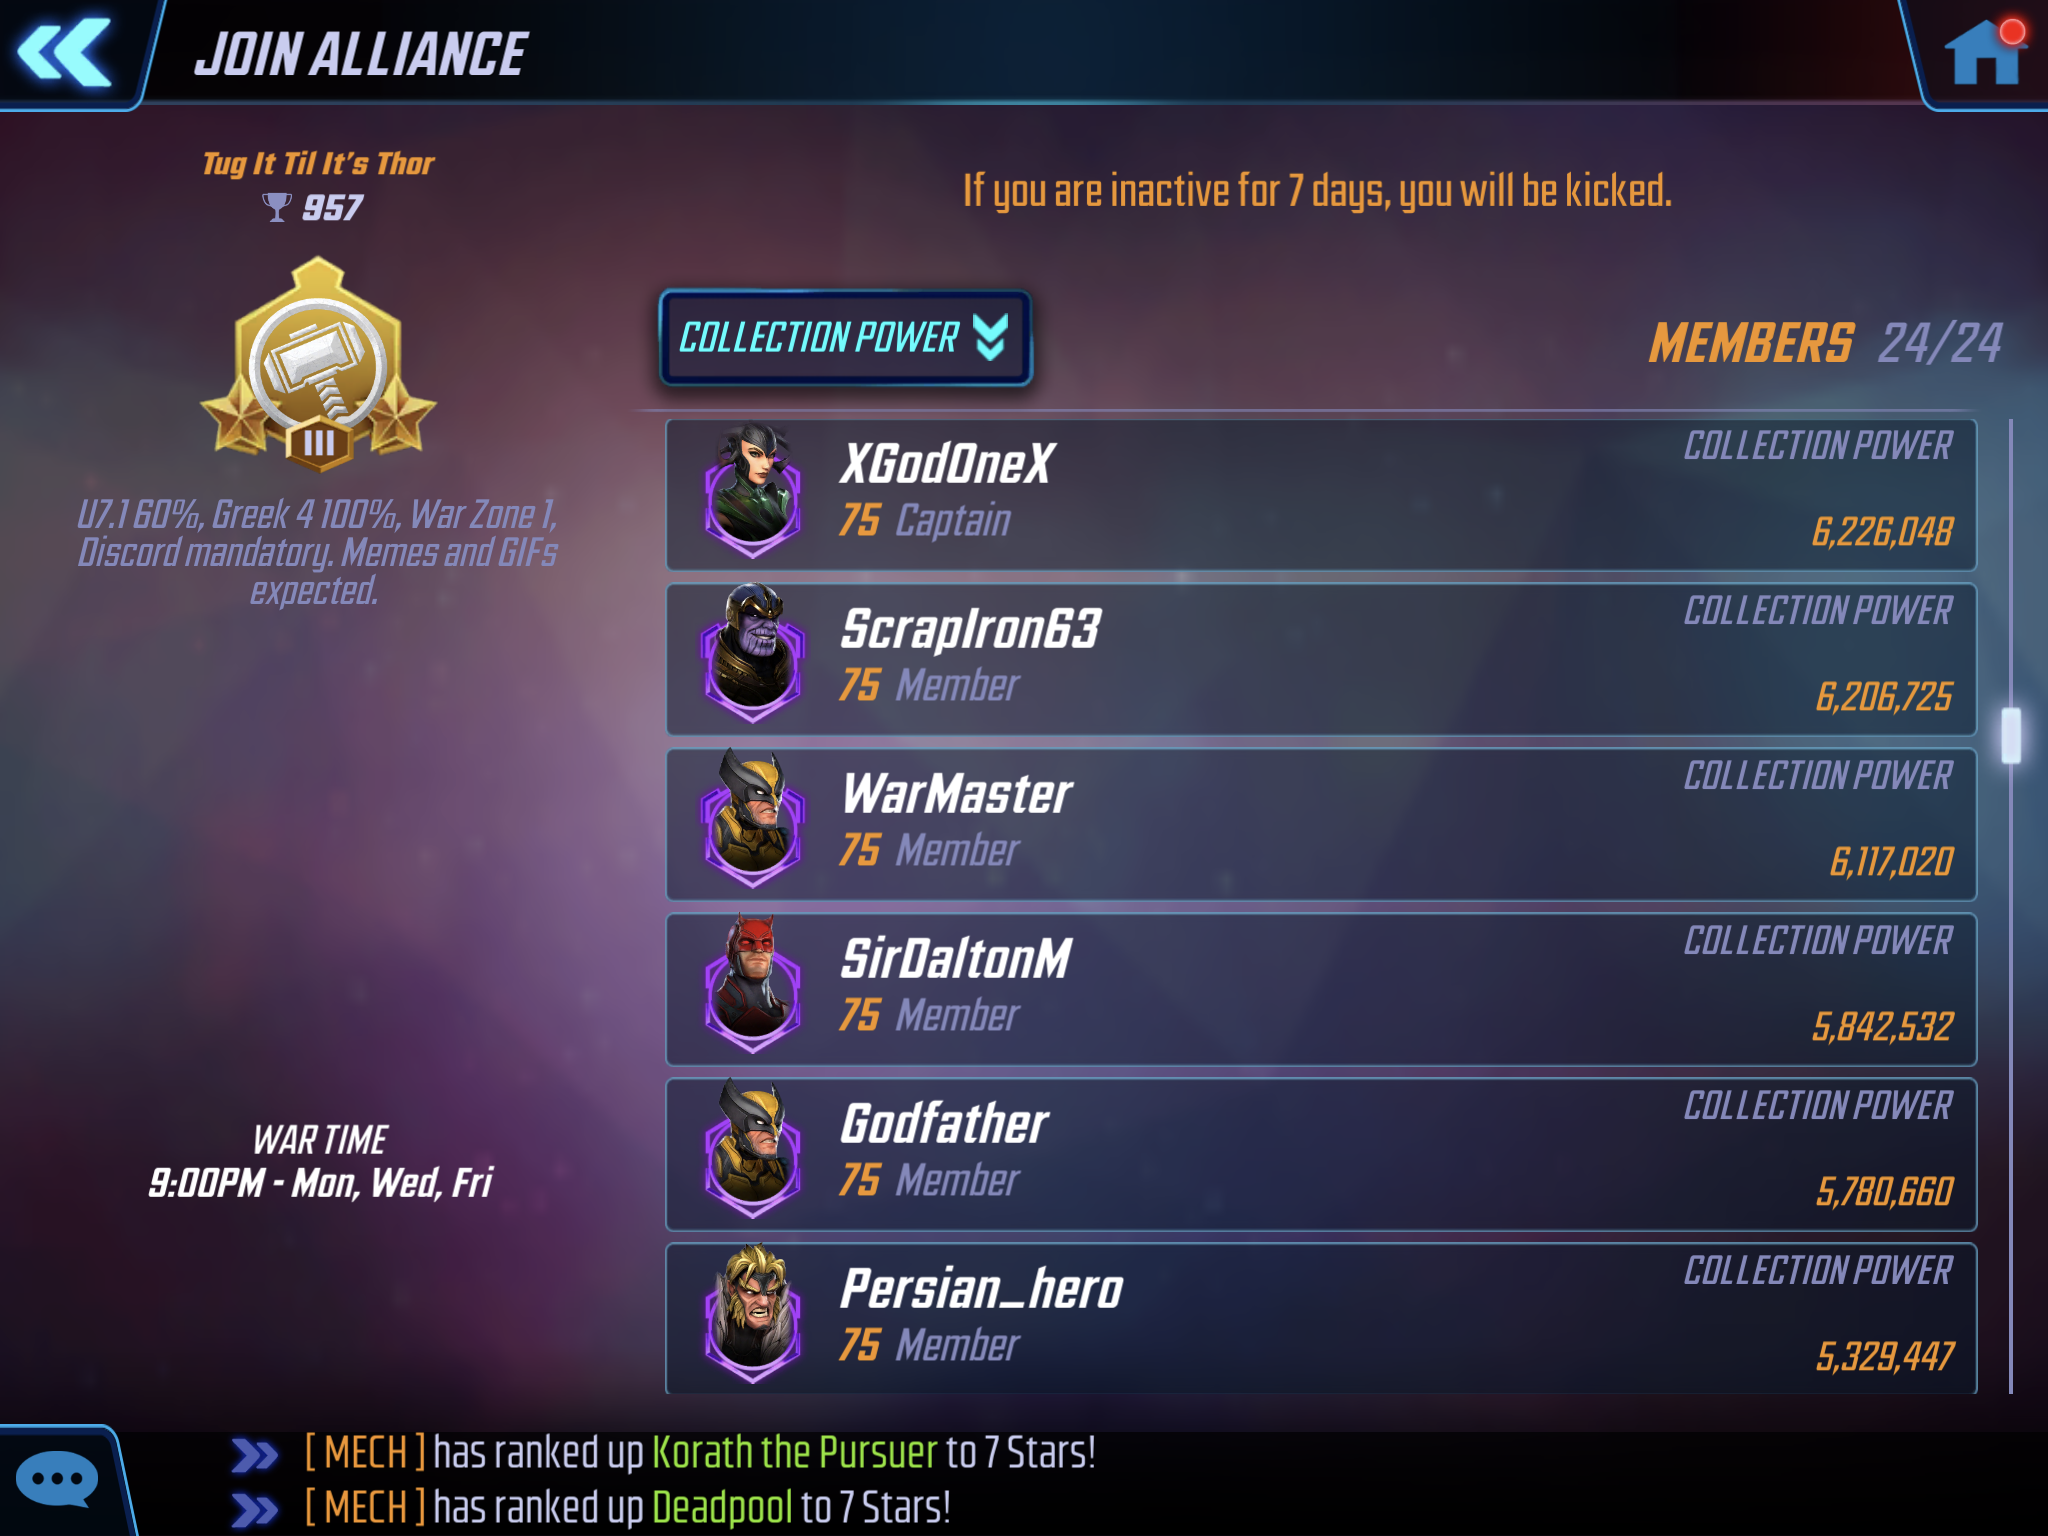 JOIN ALLIANCE
Tug It Til It's Thor
957
III
U7.1 60%, Greek 4 100%, War Zone 1,
Discord mandatory. Memes and GIFs
expected.
WAR TIME
9:00PM - Mon, Wed, Fri
If you are inactive for 7 days, you will be kicked.
COLLECTION POWER
MEMBERS 24/24
XGodOneX
75 Captain
COLLECTION POWER
6,226,048
ScrapIron63
75 Member
COLLECTION POWER
6,206,725
WarMaster
75 Member
COLLECTION POWER
6,117,020
SirDaltonM
75 Member
COLLECTION POWER
5,842,532
Godfather
75 Member
COLLECTION POWER
5,780,660
Persian_hero
75 Member
COLLECTION POWER
5,329,447
[ MECH ] has ranked up Korath the Pursuer to 7 Stars!
[ MECH ] has ranked up Deadpool to 7 Stars!